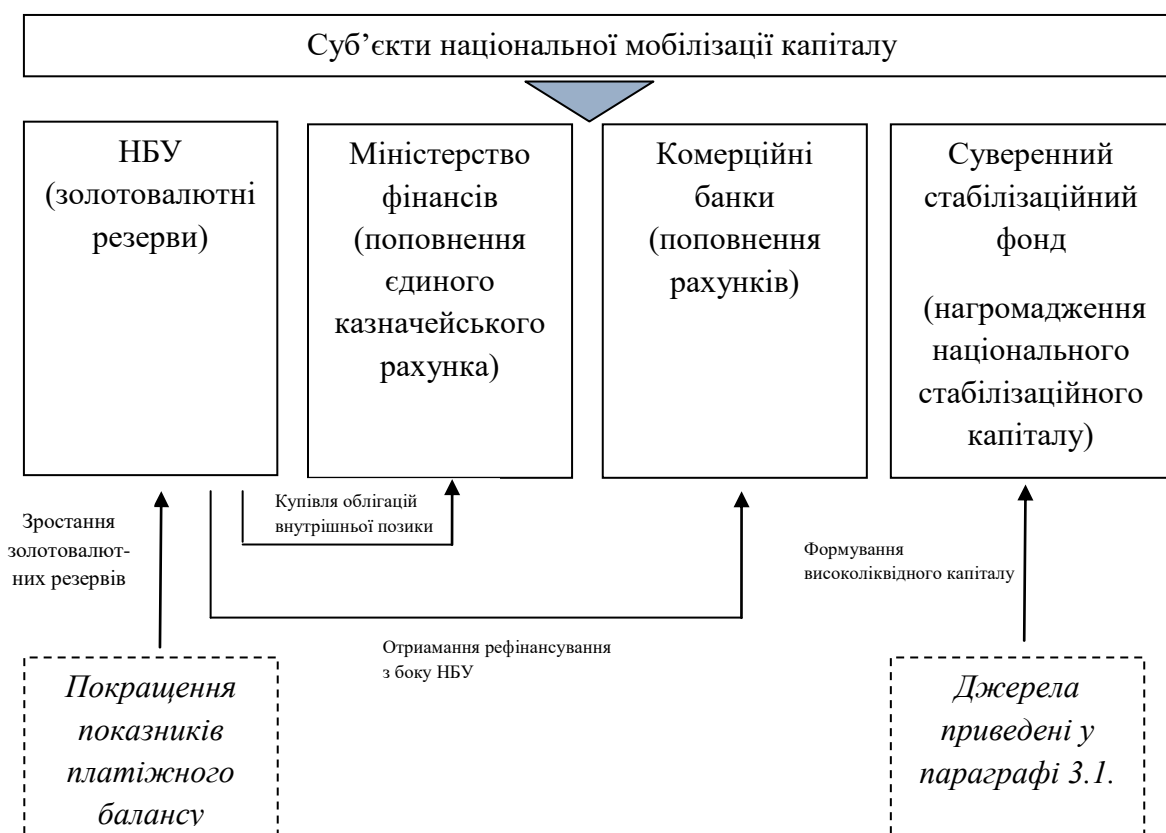 Суб’єкти національної мобілізації капіталу
НБУ
(золотовалютні
резерви)
Міністерство
фінансів
(поповнення
єдиного
казначейського
рахунка)
Комерційні
банки
(поповнення
рахунків)
Суверенний
стабілізаційний
фонд
(нагромадження
національного
стабілізаційного
капіталу)
Зростання
золотовалют-
них резервів
Купівля облігацій
внутрішньої позики
Формування
високоліквідного капіталу
Отриамання рефінансування
з боку НБУ
Покращення
показників
платіжного
балансу
Джерела
приведені у
параграфі 3.1.